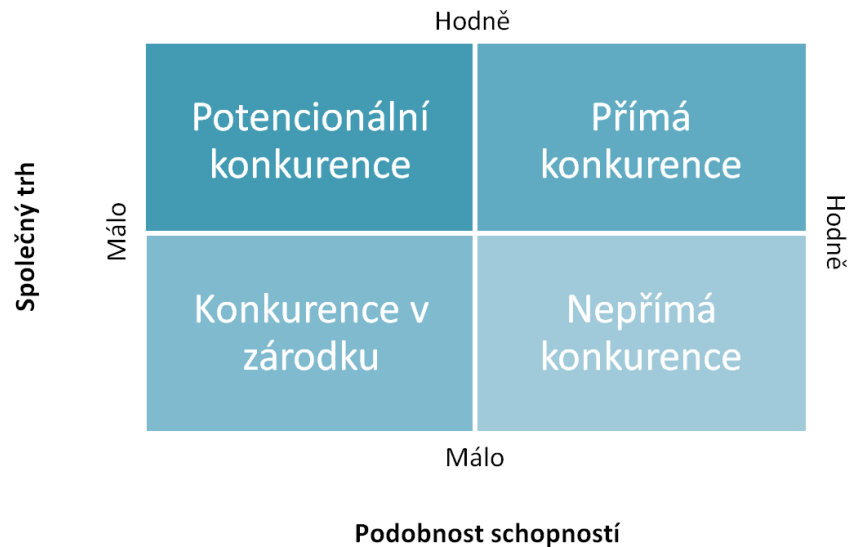 Hodně
Potencionální
konkurence
Přímá
konkurence
Společný trh
Málo
Hodně
Konkurence v
zárodku
Nepřímá
konkurence
Málo
Podobnost schopností